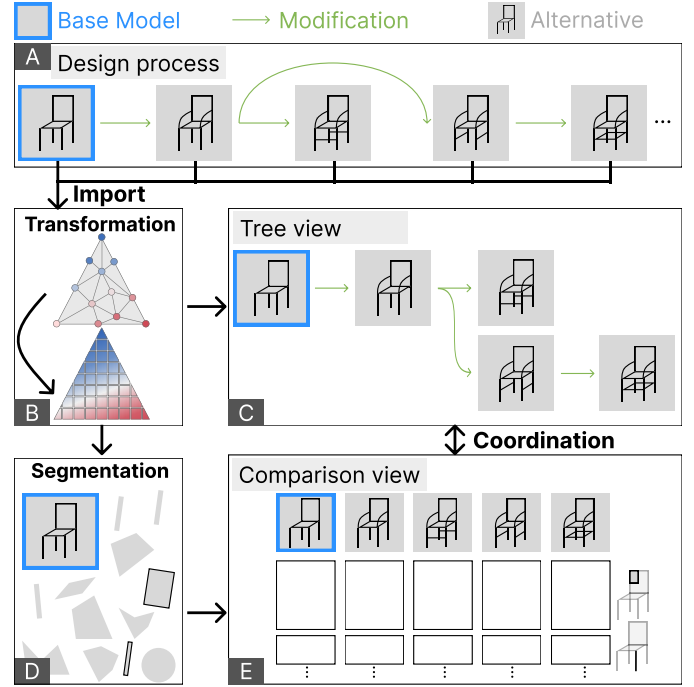 Base Model
Modification
Alternative
A
Design process
...
Import
Transformation
B
Tree view
C
Coordination
Segmentation
D
Comparison view
E